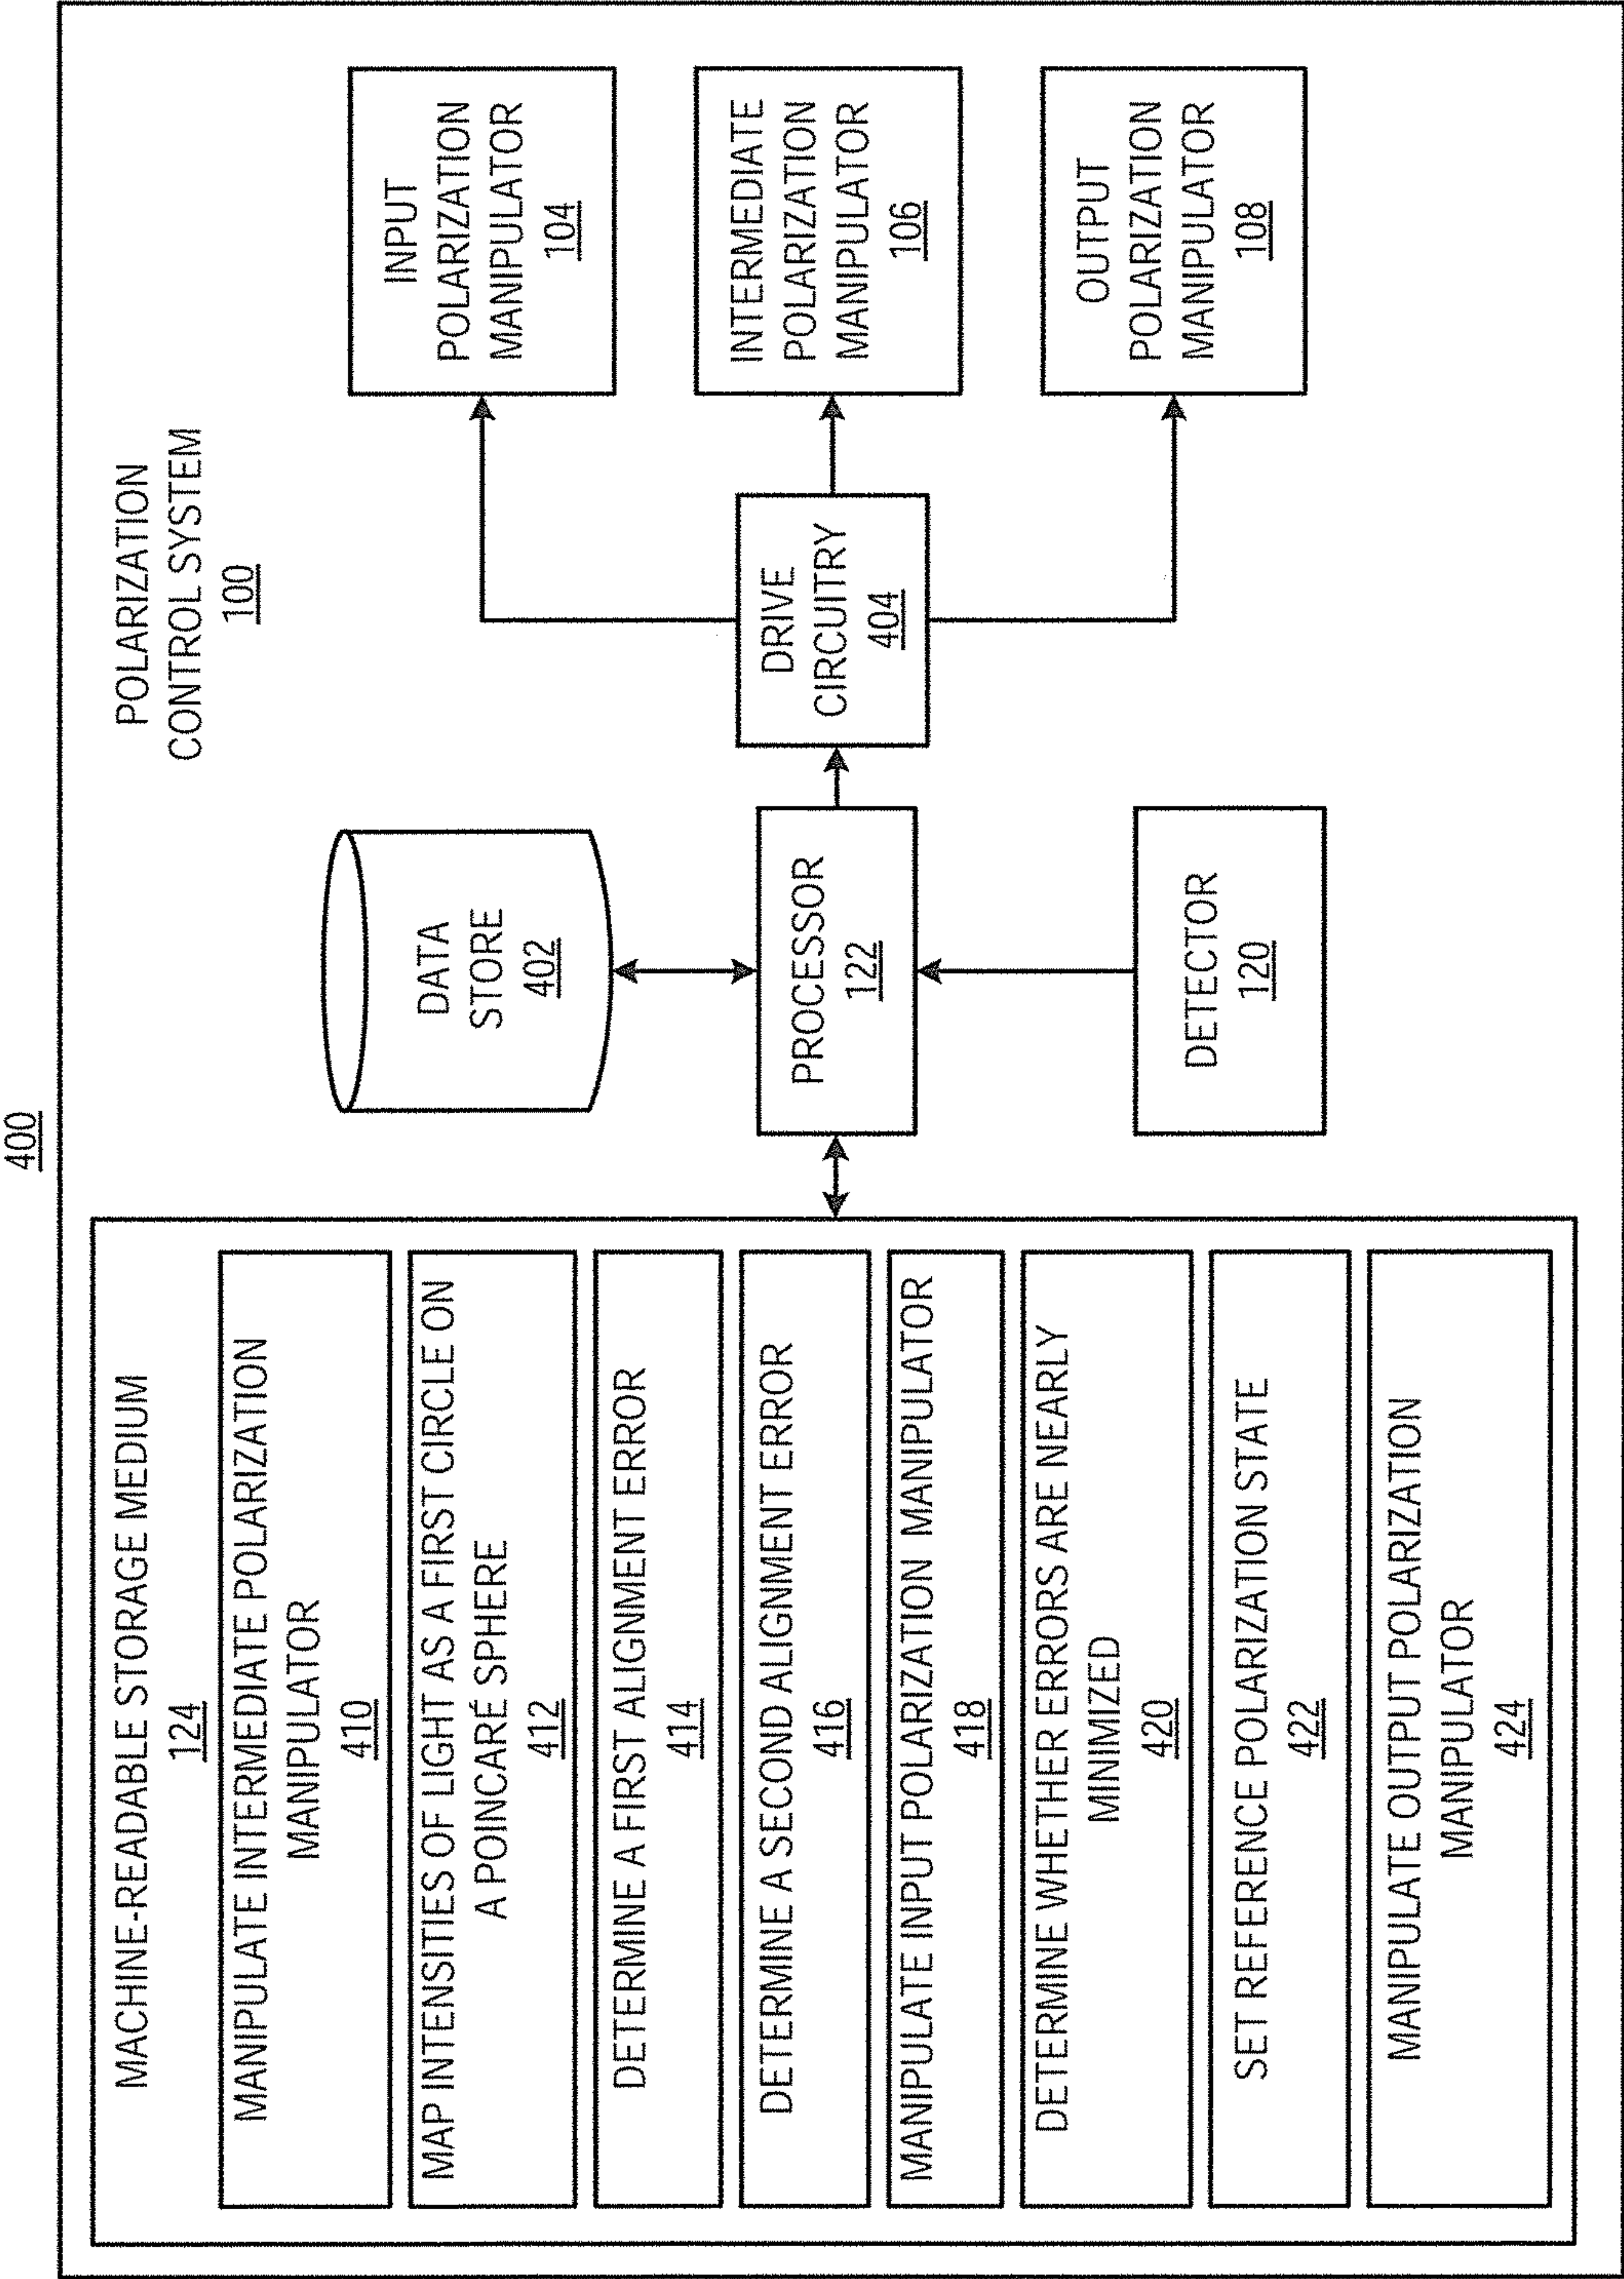 400
POLARIZATION
CONTROL SYSTEM
100
MACHINE-READABLE STORAGE MEDIUM
124
MANIPULATE INTERMEDIATE POLARIZATION
MANIPULATOR
410
MAP INTENSITIES OF LIGHT AS A FIRST CIRCLE ON
A POINCARÉ SPHERE
412
DETERMINE A FIRST ALIGNMENT ERROR
414
DETERMINE A SECOND ALIGNMENT ERROR
416
MANIPULATE INPUT POLARIZATION MANIPULATOR
418
DETERMINE WHETHER ERRORS ARE NEARLY
MINIMIZED
420
SET REFERENCE POLARIZATION STATE
422
MANIPULATE OUTPUT POLARIZATION
MANIPULATOR
424
DATA
STORE
402
PROCESSOR
122
DETECTOR
120
DRIVE
CIRCUITRY
404
INPUT
POLARIZATION
MANIPULATOR
104
INTERMEDIATE
POLARIZATION
MANIPULATOR
106
OUTPUT
POLARIZATION
MANIPULATOR
108